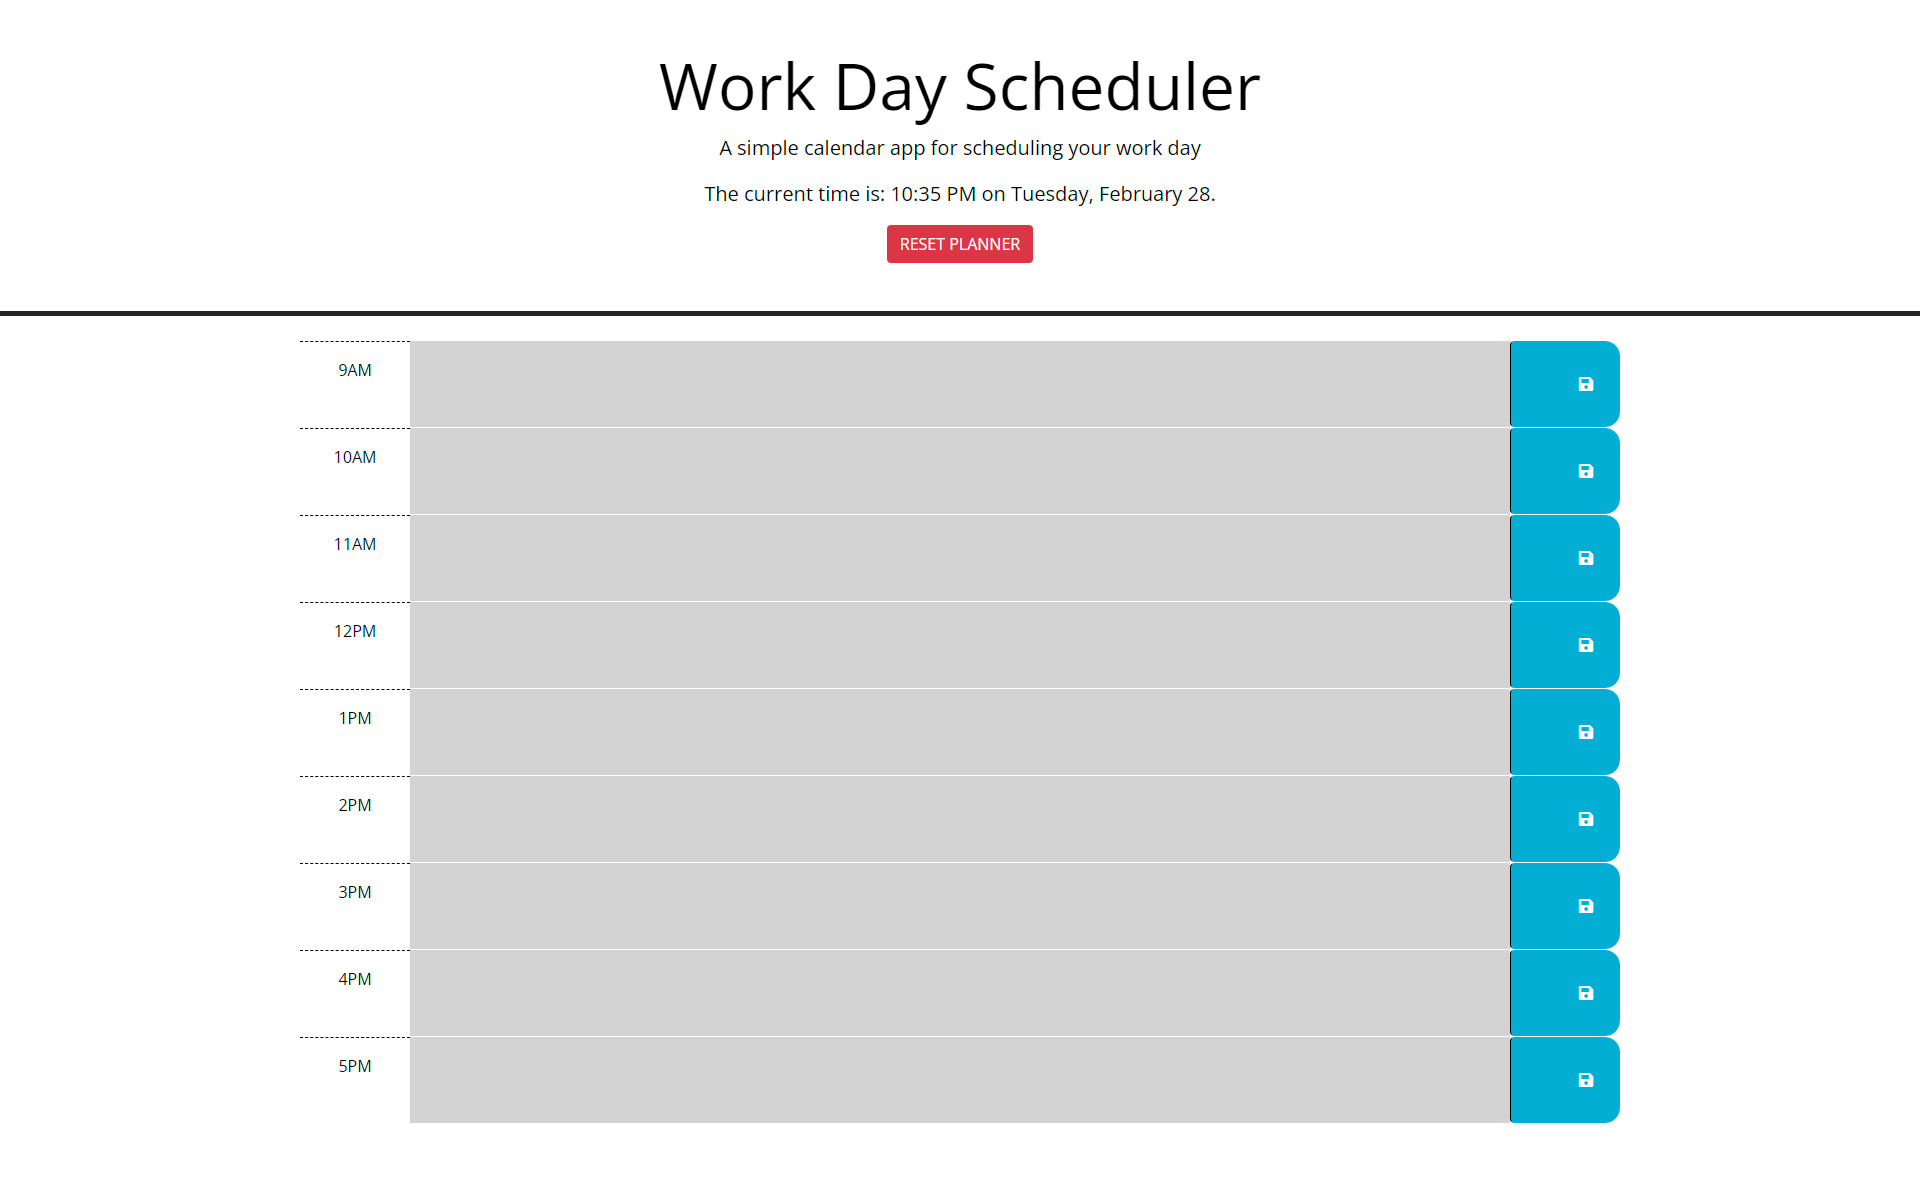 Work Day Scheduler
A simple calendar app for scheduling your work day
The current time is: 10:35 PM on Tuesday, February 28.
RESET PLANNER
9AM
10AM
11AM
12PM
1PM
2PM
3PM
4PM
5PM